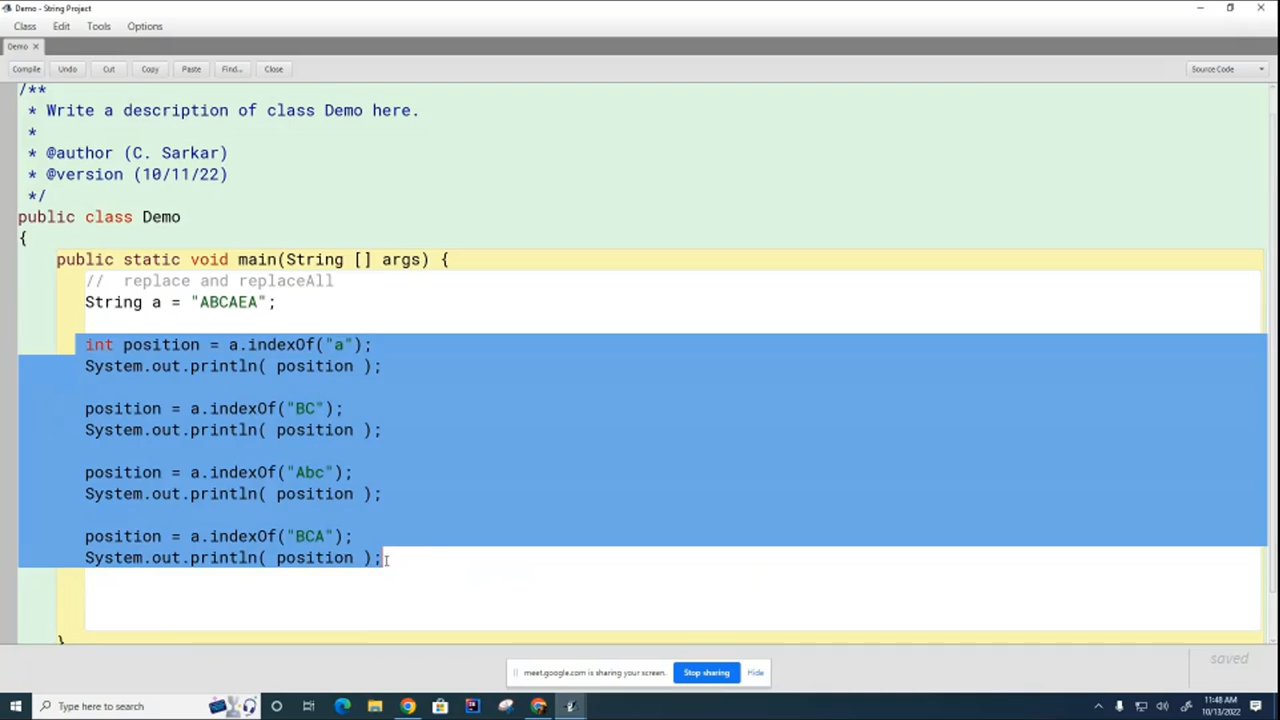 Demo - String Project
Class Edit Tools Options
Demo ×
Compile Undo Cut Copy Paste Find... Close Source Code
/**
* Write a description of class Demo here.
*
* @author (C. Sarkar)
* @version (10/11/22)
*/
public class Demo
{
public static void main(String [] args) {
// replace and replaceAll
String a = "ABCAEA";
int position = a.indexOf("a");
System.out.println( position );
position = a.indexOf("BC");
System.out.println( position );
position = a.indexOf("Abc");
System.out.println( position );
position = a.indexOf("BCA");
System.out.println( position );
}
saved
meet.google.com is sharing your screen. Stop sharing Hide
Type here to search
11:48 AM
10/13/2022